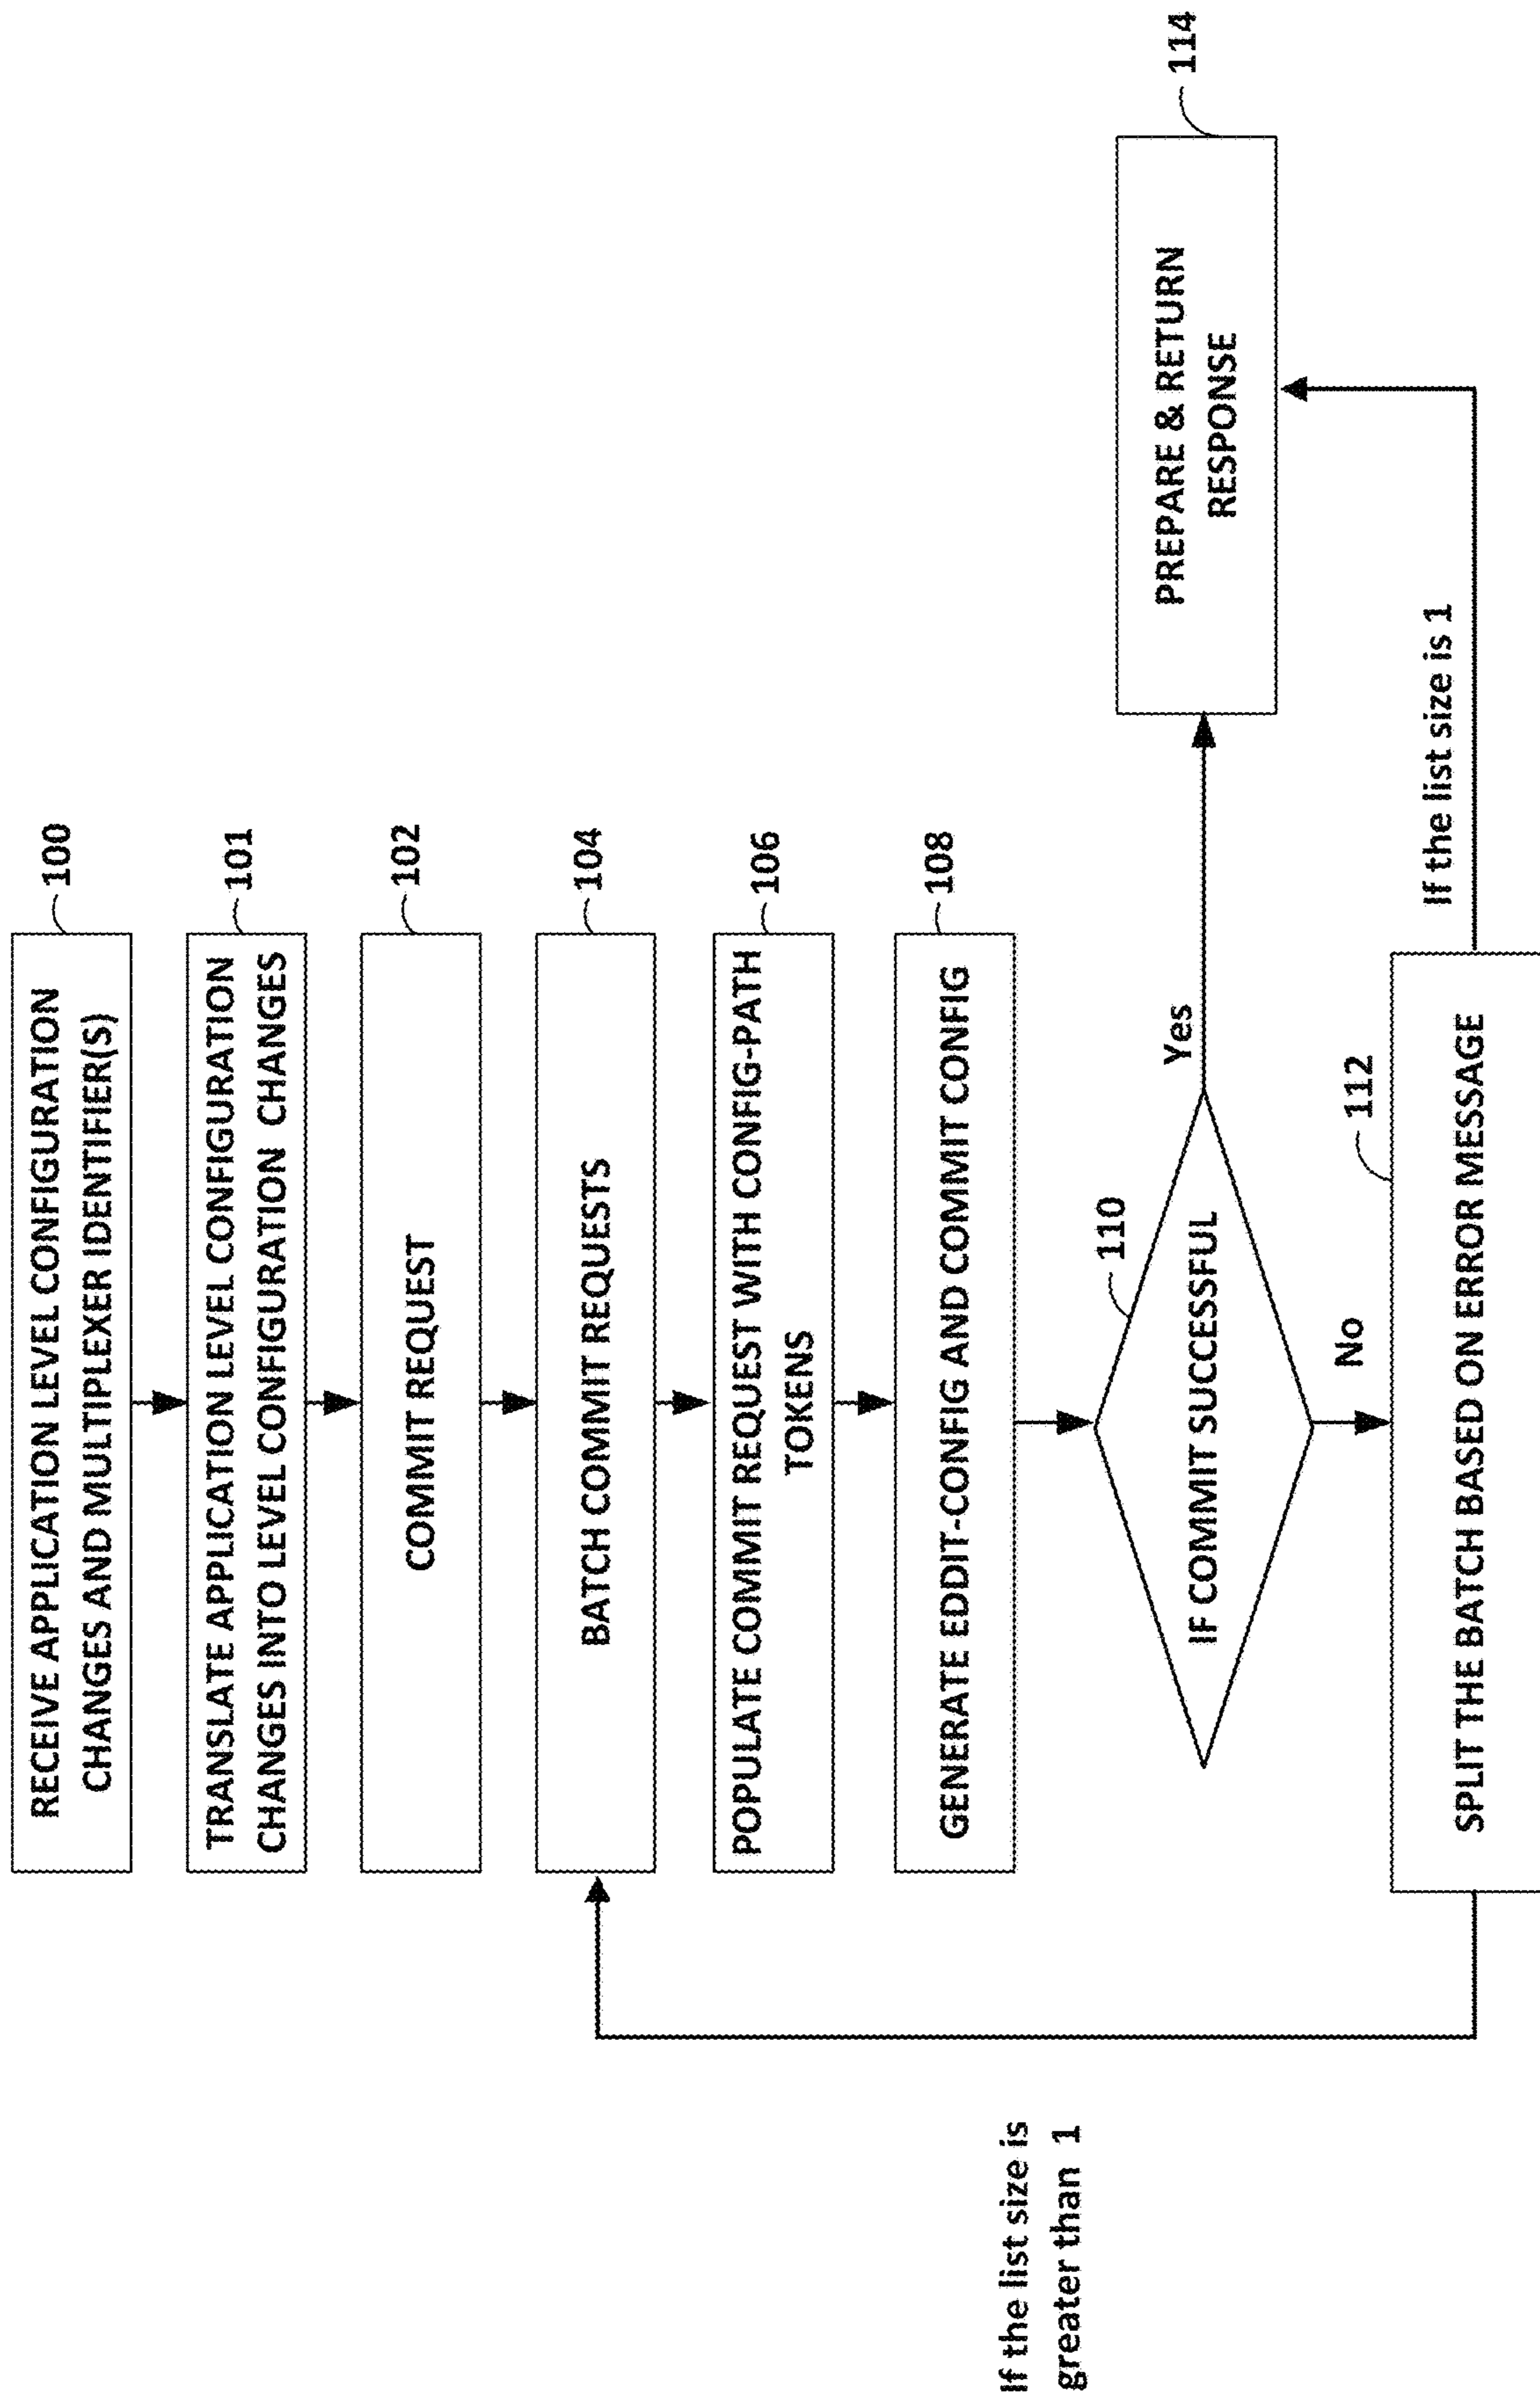 RECEIVE APPLICATION LEVEL CONFIGURATION
CHANGES AND MULTIPLEXER IDENTIFIER(S)
100
TRANSLATE APPLICATION LEVEL CONFIGURATION
CHANGES INTO LEVEL CONFIGURATION CHANGES
101
COMMIT REQUEST
102
BATCH COMMIT REQUESTS
104
POPULATE COMMIT REQUEST WITH CONFIG-PATH
TOKENS
106
GENERATE EDDIT-CONFIG AND COMMIT CONFIG
108
IF COMMIT SUCCESSFUL
110
Yes
PREPARE & RETURN
RESPONSE
114
No
SPLIT THE BATCH BASED ON ERROR MESSAGE
112
If the list size is 1
If the list size is
greater than 1